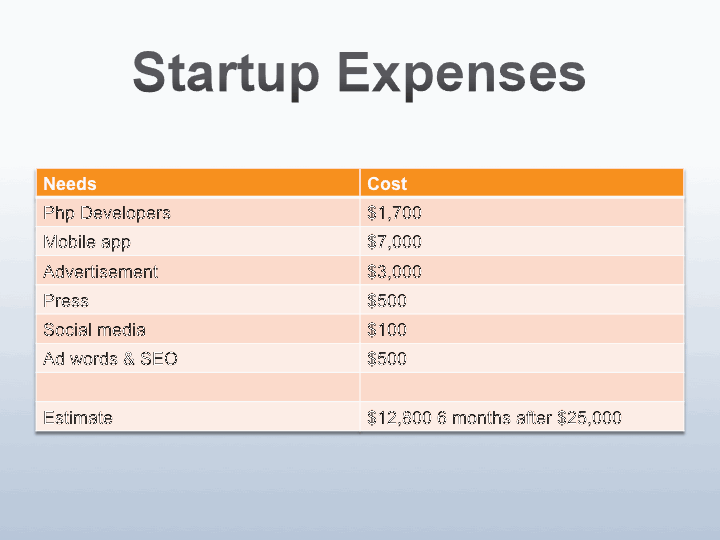 Startup Expenses
Needs Cost
Php Developers $1,700
Mobile app $7,000
Advertisement $3,000
Press $500
Social media $100
Ad words & SEO $500
Estimate $12,800 6 months after $25,000